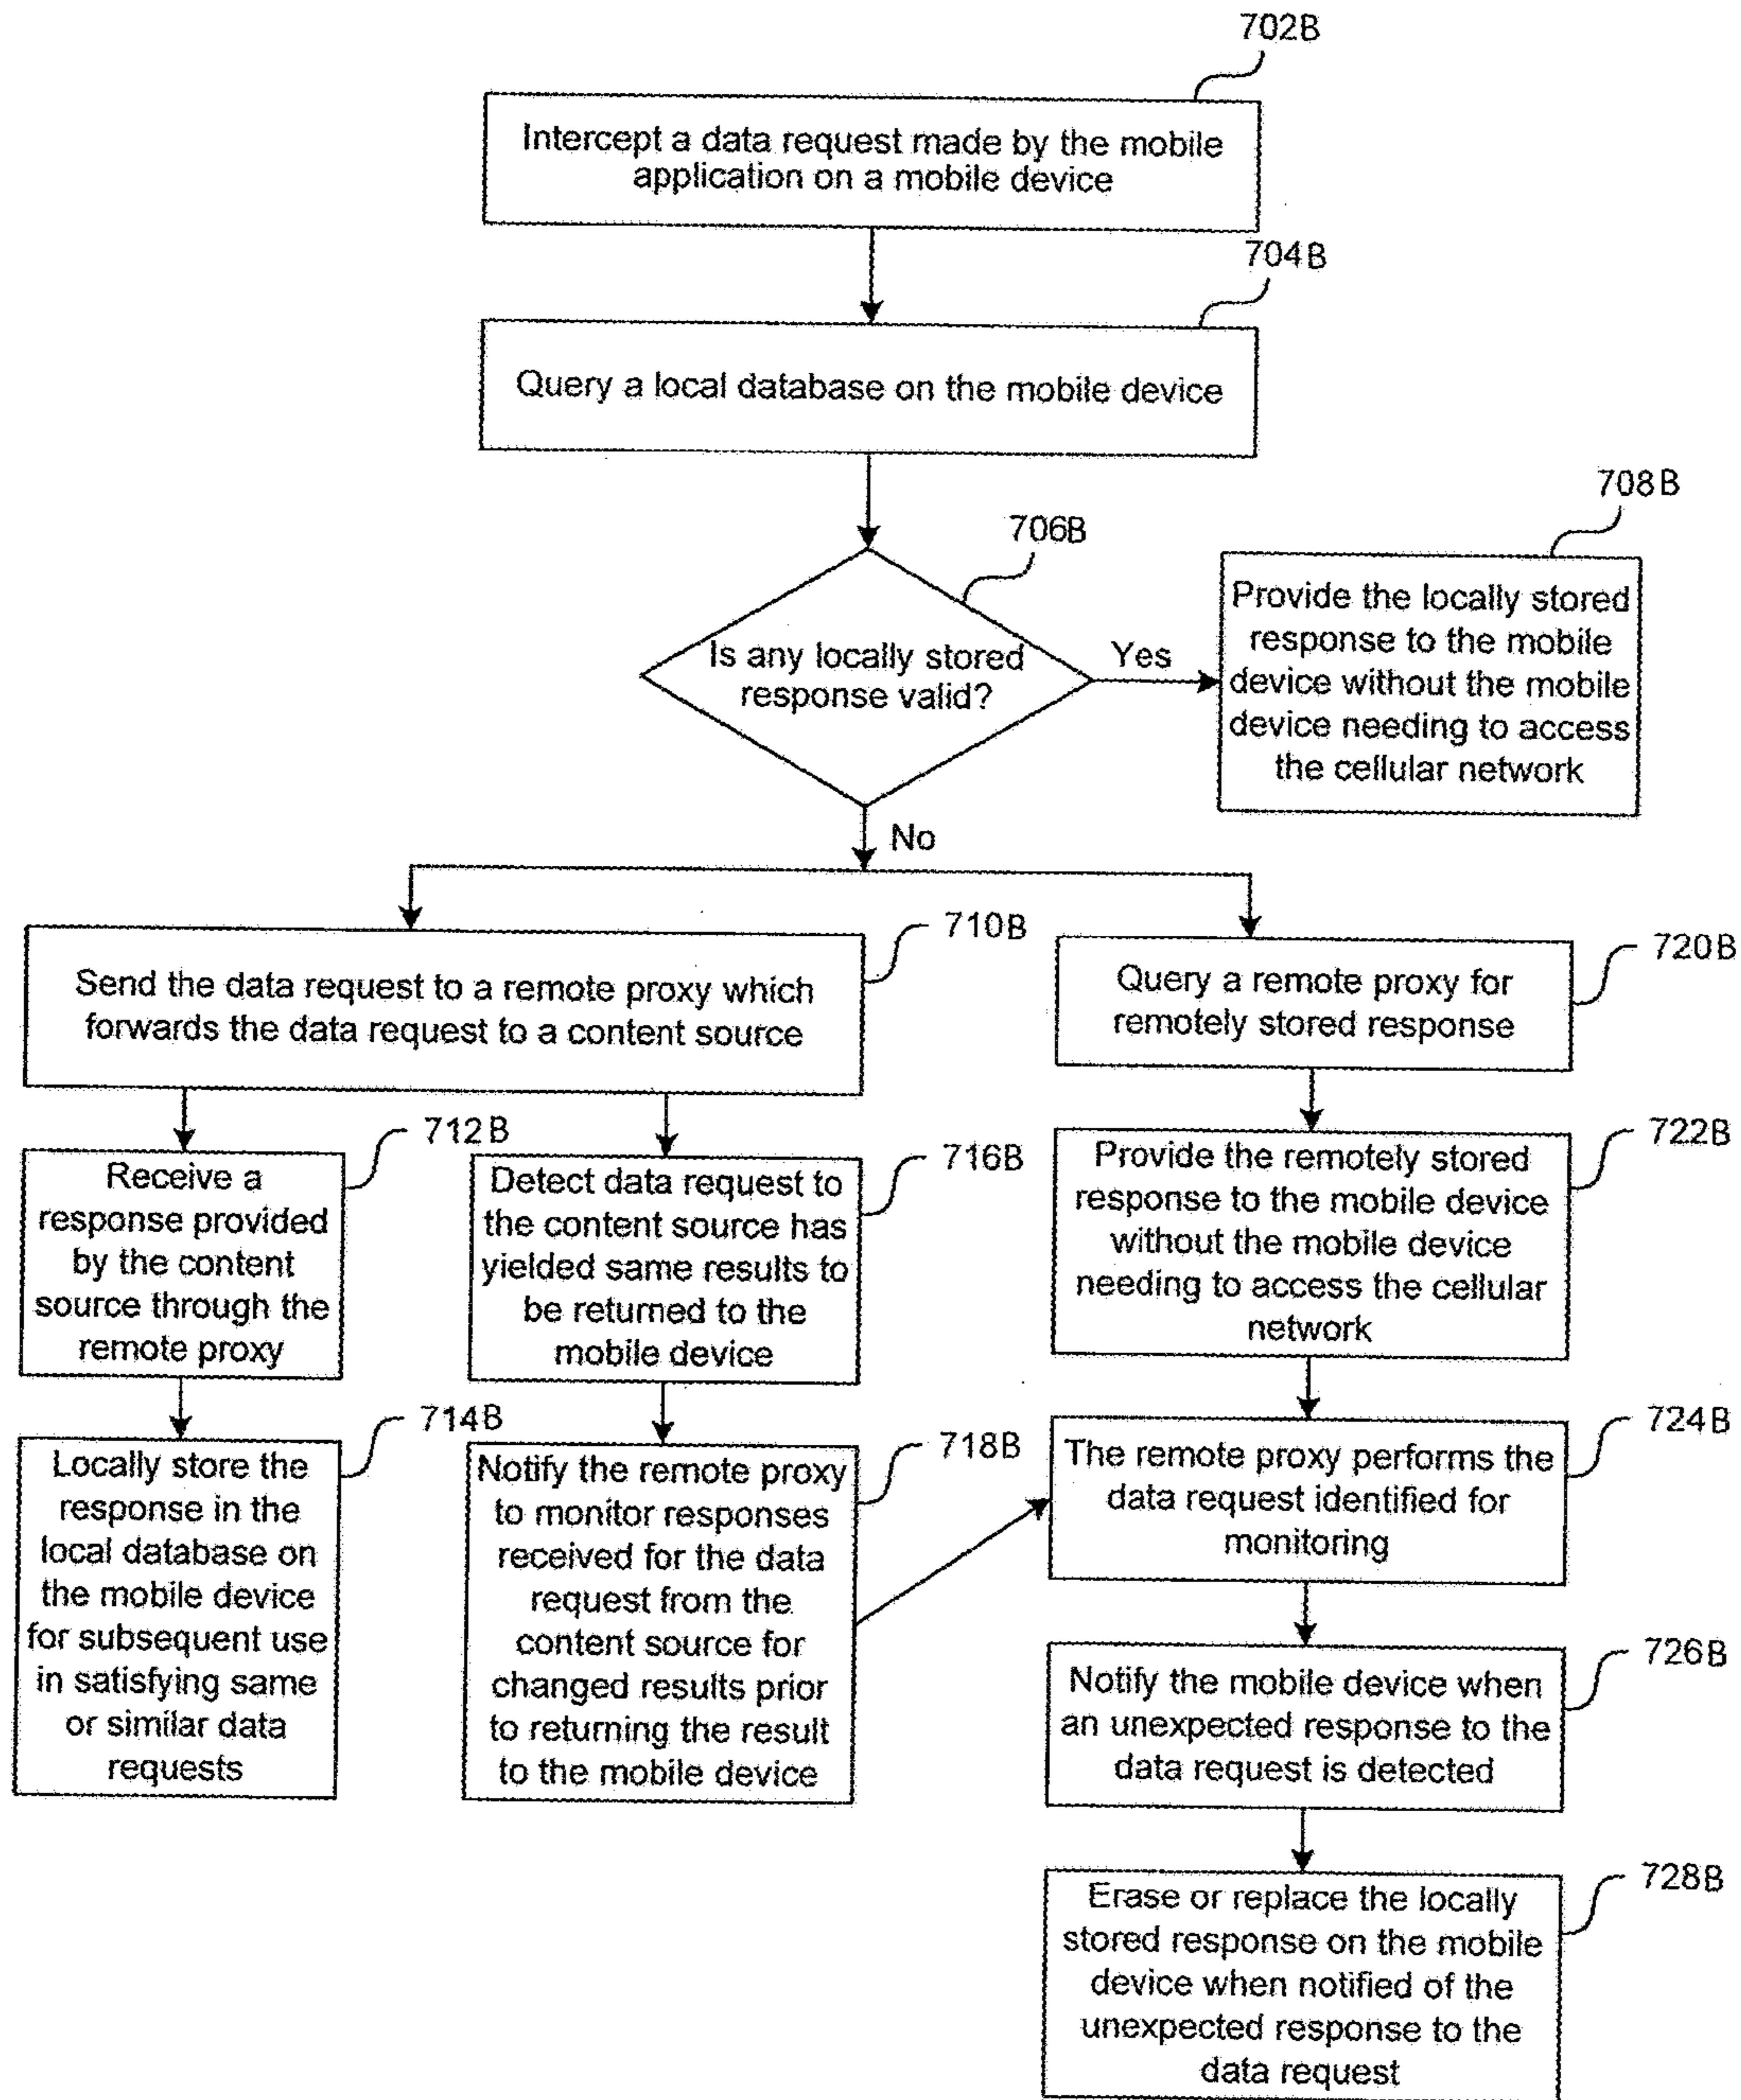 702B
Intercept a data request made by the mobile
application on a mobile device
704B
Query a local database on the mobile device
706B
Is any locally stored
response valid?
Yes
708B
Provide the locally stored
response to the mobile
device without the mobile
device needing to access
the cellular network
No
710B
Send the data request to a remote proxy which
forwards the data request to a content source
712B
Receive a
response provided
by the content
source through the
remote proxy
714B
Locally store the
response in the
local database on
the mobile device
for subsequent use
in satisfying same
or similar data
requests
716B
Detect data request to
the content source has
yielded same results to
be returned to the
mobile device
718B
Notify the remote proxy
to monitor responses
received for the data
request from the
content source for
changed results prior
to returning the result
to the mobile device
720B
Query a remote proxy for
remotely stored response
722B
Provide the remotely stored
response to the mobile device
without the mobile device
needing to access the cellular
network
724B
The remote proxy performs the
data request identified for
monitoring
726B
Notify the mobile device when
an unexpected response to the
data request is detected
728B
Erase or replace the locally
stored response on the mobile
device when notified of the
unexpected response to the
data request